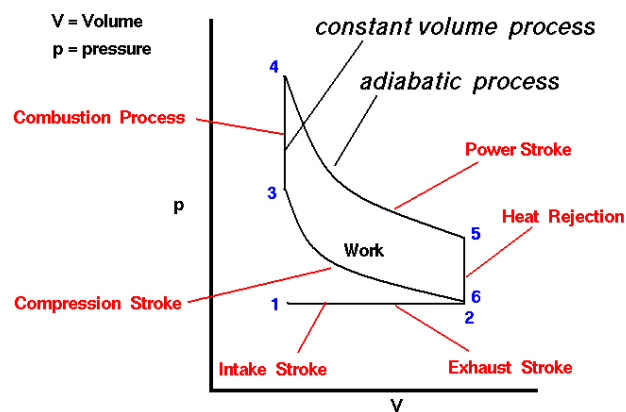 V = Volume
p = pressure
constant volume process
adiabatic process
4
Combustion Process
Power Stroke
3
p
5
Heat Rejection
Work
Compression Stroke
1
6
2
Intake Stroke
Exhaust Stroke
V